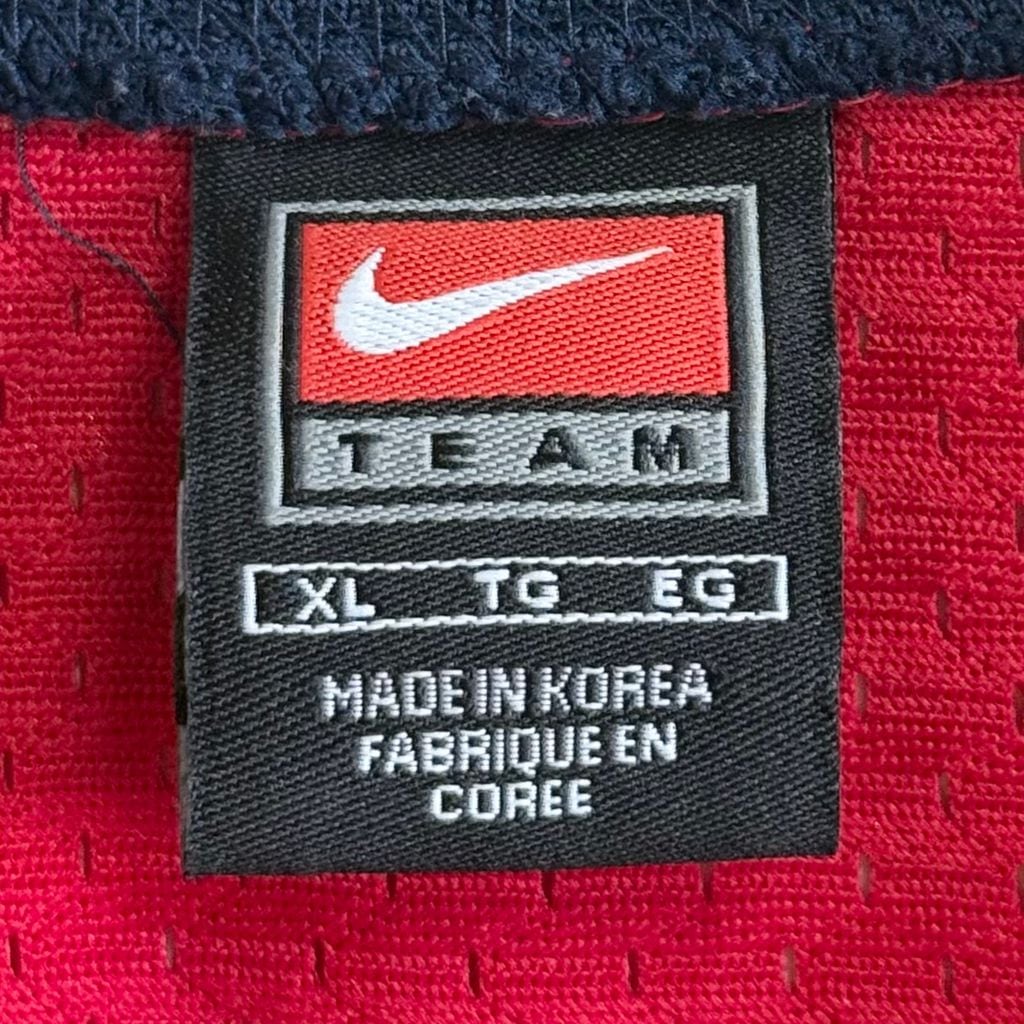 TEAM
XL TG EG
MADE IN KOREA
FABRIQUE EN
COREE